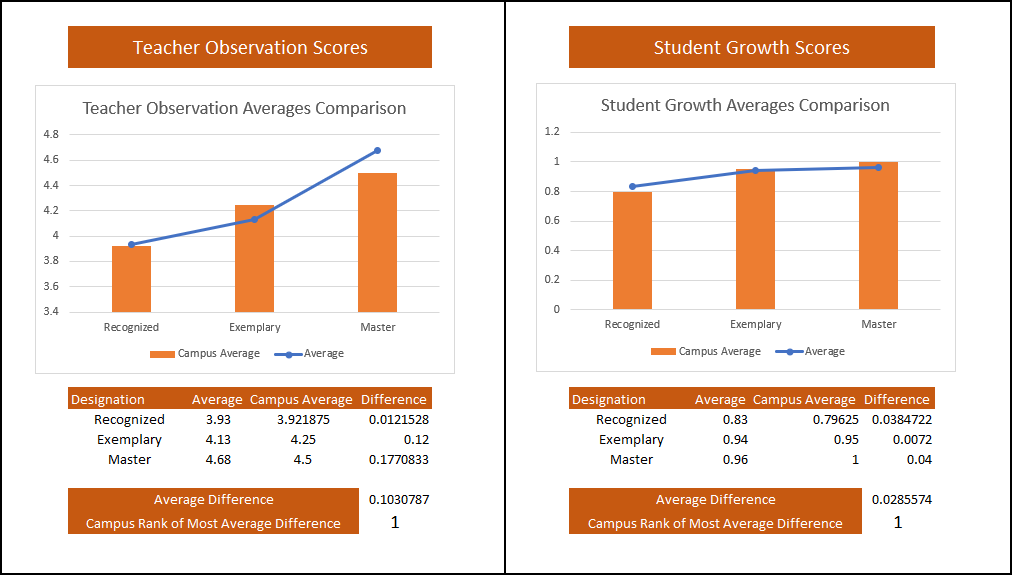 Teacher Observation Scores
Teacher Observation Averages Comparison
4.8
4.6
4.4
4.2
4
3.8
3.6
3.4
Recognized Exemplary Master
Campus Average Average
Designation Average Campus Average Difference
Recognized 3.93 3.921875 0.0121528
Exemplary 4.13 4.25 0.12
Master 4.68 4.5 0.1770833
Average Difference 0.1030787
Campus Rank of Most Average Difference 1
Student Growth Scores
Student Growth Averages Comparison
1.2
1
0.8
0.6
0.4
0.2
0
Recognized Exemplary Master
Campus Average Average
Designation Average Campus Average Difference
Recognized 0.83 0.79625 0.0384722
Exemplary 0.94 0.95 0.0072
Master 0.96 1 0.04
Average Difference 0.0285574
Campus Rank of Most Average Difference 1